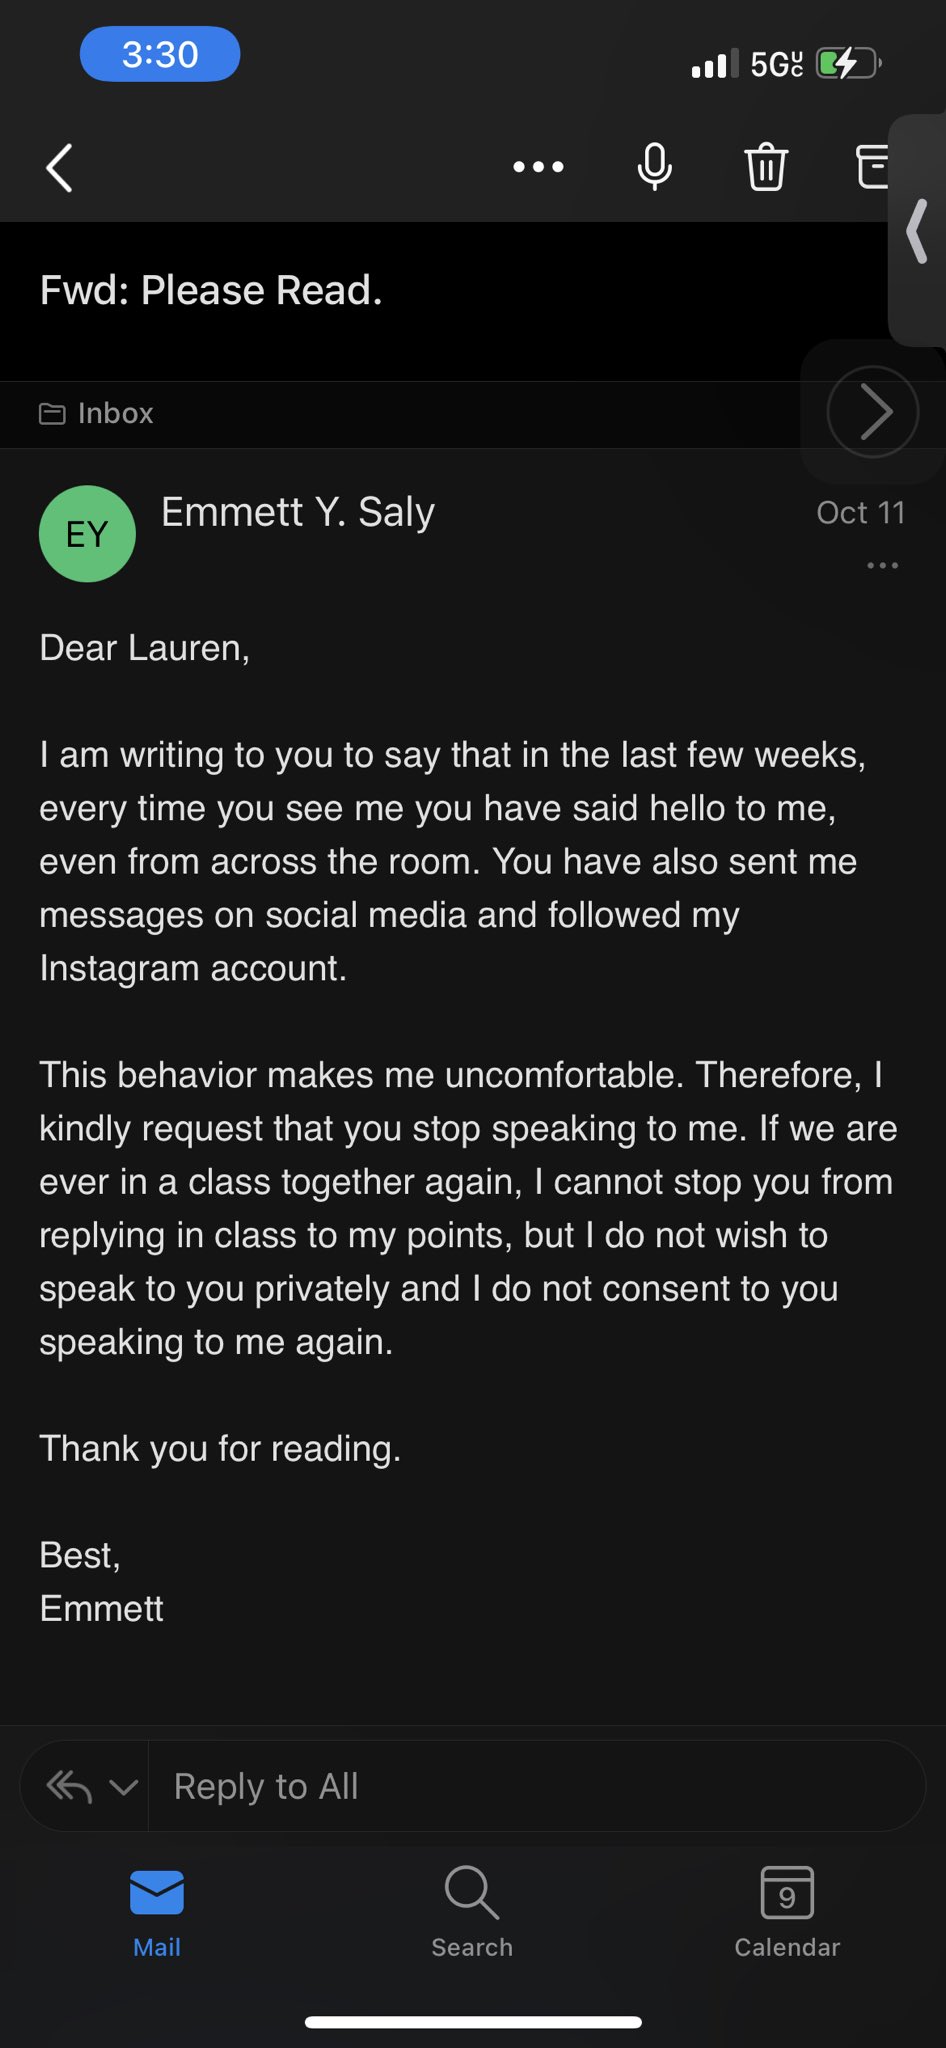 3:30
5GUC
Fwd: Please Read.
Inbox
EY
Emmett Y. Saly
Oct 11
Dear Lauren,
I am writing to you to say that in the last few weeks,
every time you see me you have said hello to me,
even from across the room. You have also sent me
messages on social media and followed my
Instagram account.
This behavior makes me uncomfortable. Therefore, I
kindly request that you stop speaking to me. If we are
ever in a class together again, I cannot stop you from
replying in class to my points, but I do not wish to
speak to you privately and I do not consent to you
speaking to me again.
Thank you for reading.
Best,
Emmett
Reply to All
9
Mail
Search
Calendar